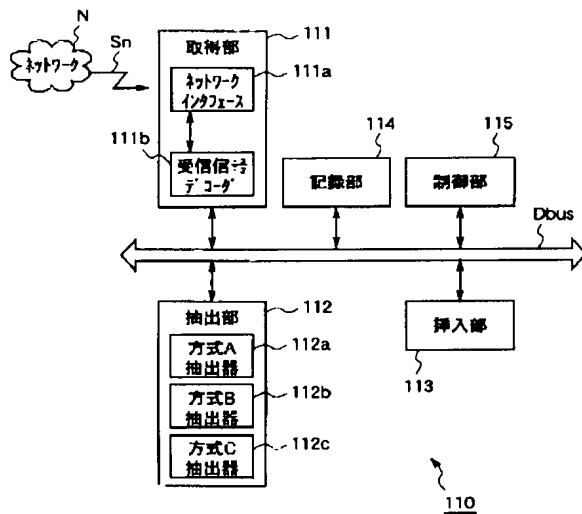 N
Sn
ネットワーク
取得部
111
ネットワーク
インタフェース
111a
111b
受信信号
デコーダ
114
記録部
115
制御部
Dbus
抽出部
112
方式A
抽出器
112a
方式B
抽出器
112b
方式C
抽出器
112c
挿入部
113
110